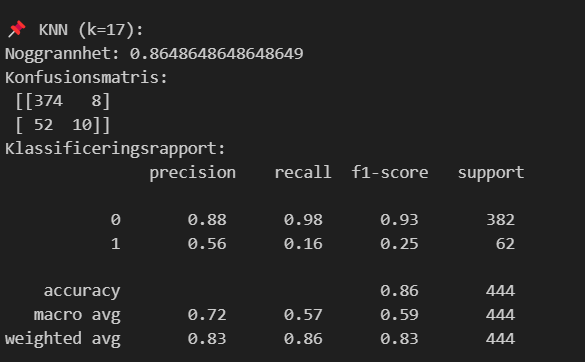 📌 KNN (k=17):
Noggrannhet: 0.8648648648648649
Konfusionsmatris:
 [[374   8]
 [ 52  10]]
Klassificeringsrapport:
              precision    recall  f1-score   support

           0       0.88      0.98      0.93       382
           1       0.56      0.16      0.25        62

    accuracy                           0.86       444
   macro avg       0.72      0.57      0.59       444
weighted avg       0.83      0.86      0.83       444